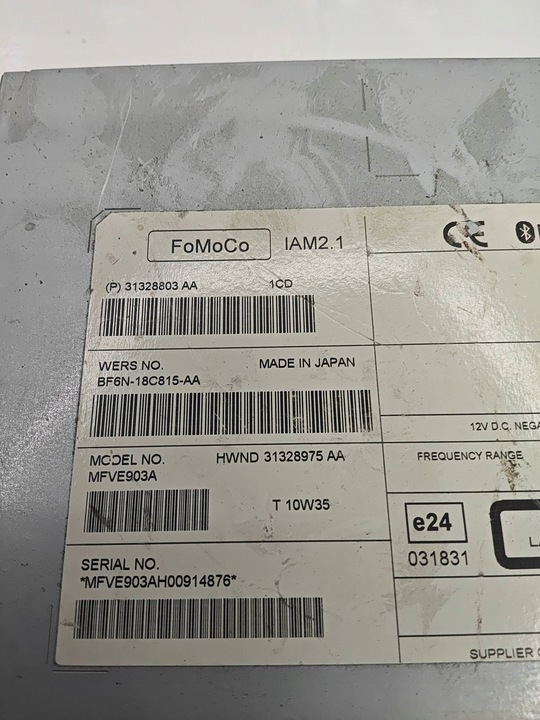 FoMoCo IAM2.1
(P) 31328803 AA 1CD
WERS NO. MADE IN JAPAN
BF6N-18C815-AA
MODEL NO. HWND 31328975 AA
MFVE903A
T 10W35
SERIAL NO.
*MFVE903AH00914876*
CE
12V D.C. NEGA
FREQUENCY RANGE
e24
031831
SUPPLIER